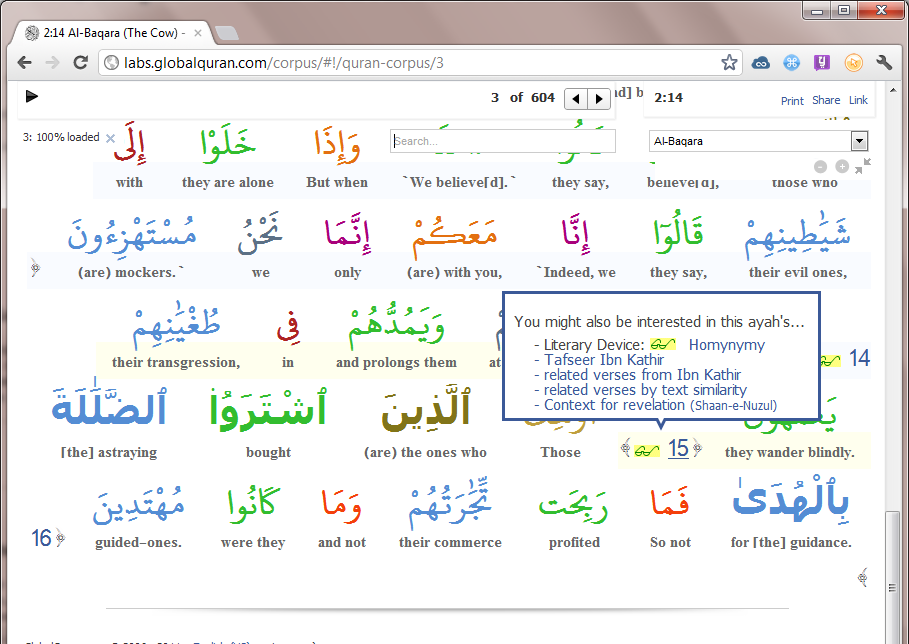 2:14 Al-Baqara (The Cow) -
labs.globalquran.com/corpus/#!/quran-corpus/3
3 of 604
2:14
Print Share Link
3: 100% loaded
Search...
Al-Baqara
وَإِذَا خَلَوْا إِلَىٰ
those who believe[d], they say, `We believe[d].` But when they are alone with
شَيَٰطِينِهِمْ قَالُوٓا۟ إِنَّا مَعَكُمْ إِنَّمَا نَحْنُ مُسْتَهْزِءُونَ
their evil ones, they say, `Indeed, we (are) with you, only we (are) mockers.`
14
وَيَمُدُّهُمْ فِى طُغْيَٰنِهِمْ
and prolongs them in their transgression,
You might also be interested in this ayah's...
- Literary Device: Homynymy
- Tafseer Ibn Kathir
- related verses from Ibn Kathir
- related verses by text similarity
- Context for revelation (Shaan-e-Nuzul)
يَعْمَهُونَ
they wander blindly.
15
ٱلَّذِينَ ٱشْتَرَوُا۟ ٱلضَّلَٰلَةَ
Those (are) the ones who bought [the] astraying
بِٱلْهُدَىٰ فَمَا رَبِحَت تِّجَٰرَتُهُمْ وَمَا كَانُوا۟ مُهْتَدِينَ
for [the] guidance. So not profited their commerce and not were they guided-ones.
16